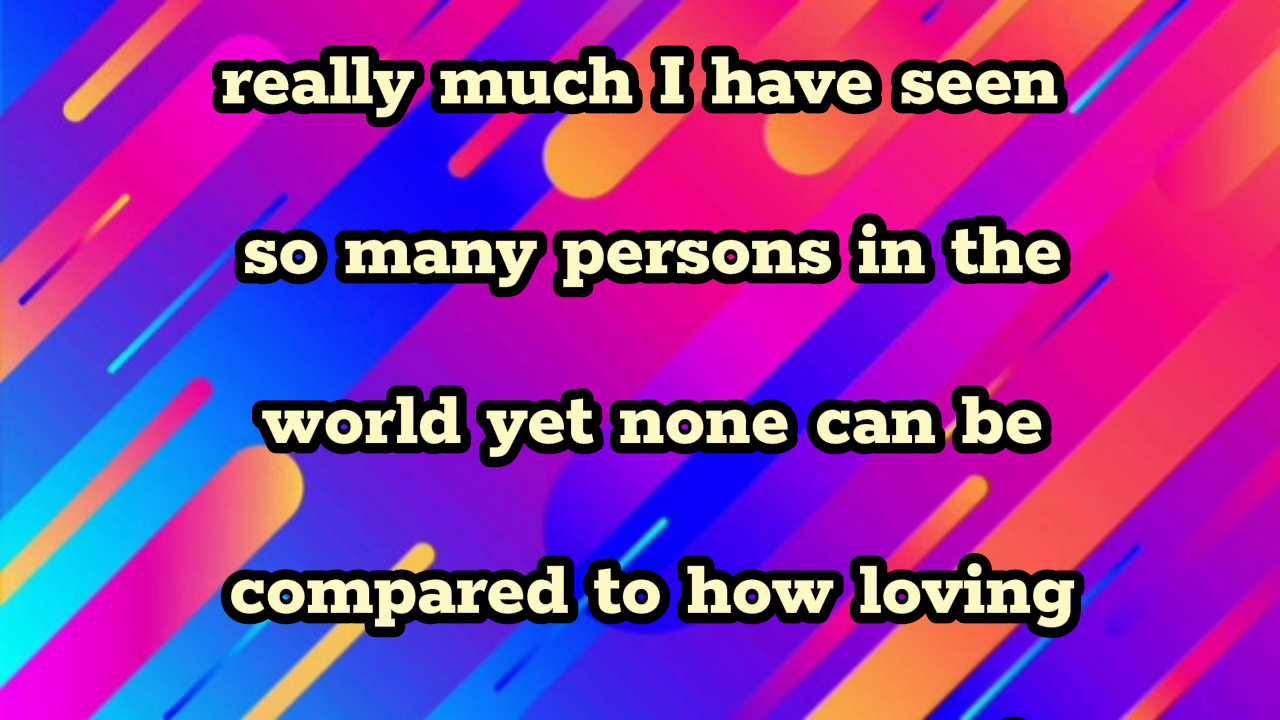 really much I have seen
so many persons in the
world yet none can be
compared to how loving